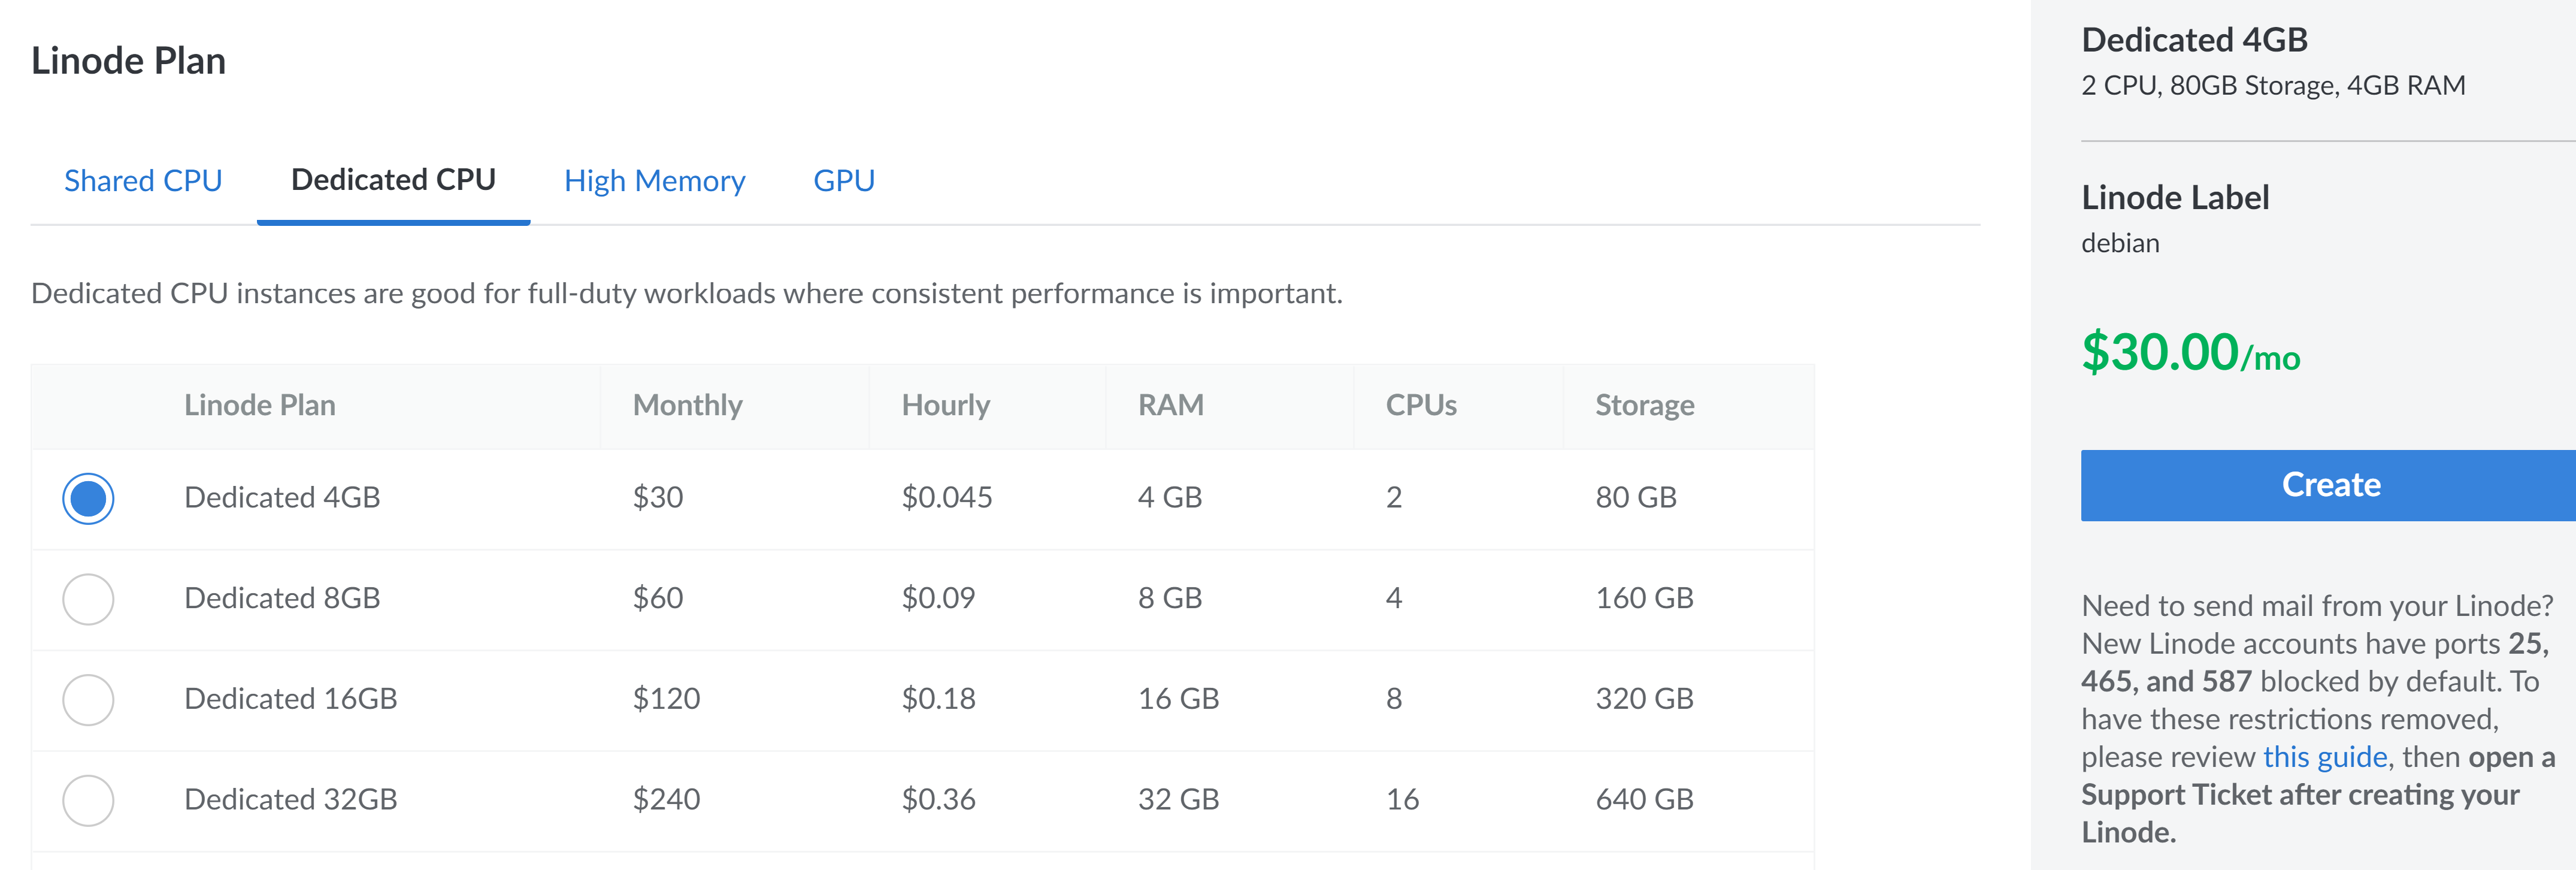 Linode Plan
Shared CPU Dedicated CPU High Memory GPU
Dedicated CPU instances are good for full-duty workloads where consistent performance is important.
Linode Plan Monthly Hourly RAM CPUs Storage
Dedicated 4GB $30 $0.045 4 GB 2 80 GB
Dedicated 8GB $60 $0.09 8 GB 4 160 GB
Dedicated 16GB $120 $0.18 16 GB 8 320 GB
Dedicated 32GB $240 $0.36 32 GB 16 640 GB
Dedicated 4GB
2 CPU, 80GB Storage, 4GB RAM
Linode Label
debian
$30.00/mo
Create
Need to send mail from your Linode?
New Linode accounts have ports 25,
465, and 587 blocked by default. To
have these restrictions removed,
please review this guide, then open a
Support Ticket after creating your
Linode.